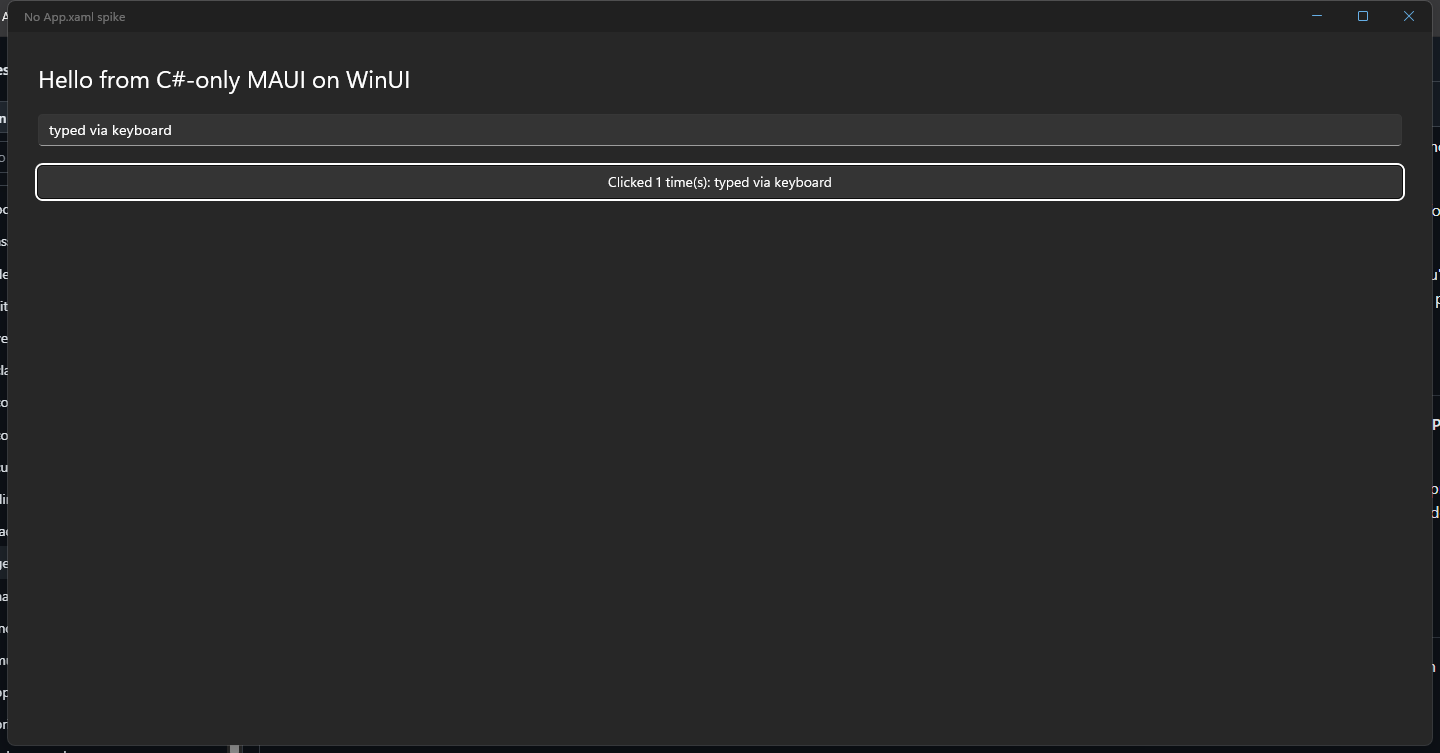 No App.xaml spike
Hello from C#-only MAUI on WinUI
typed via keyboard
Clicked 1 time(s): typed via keyboard